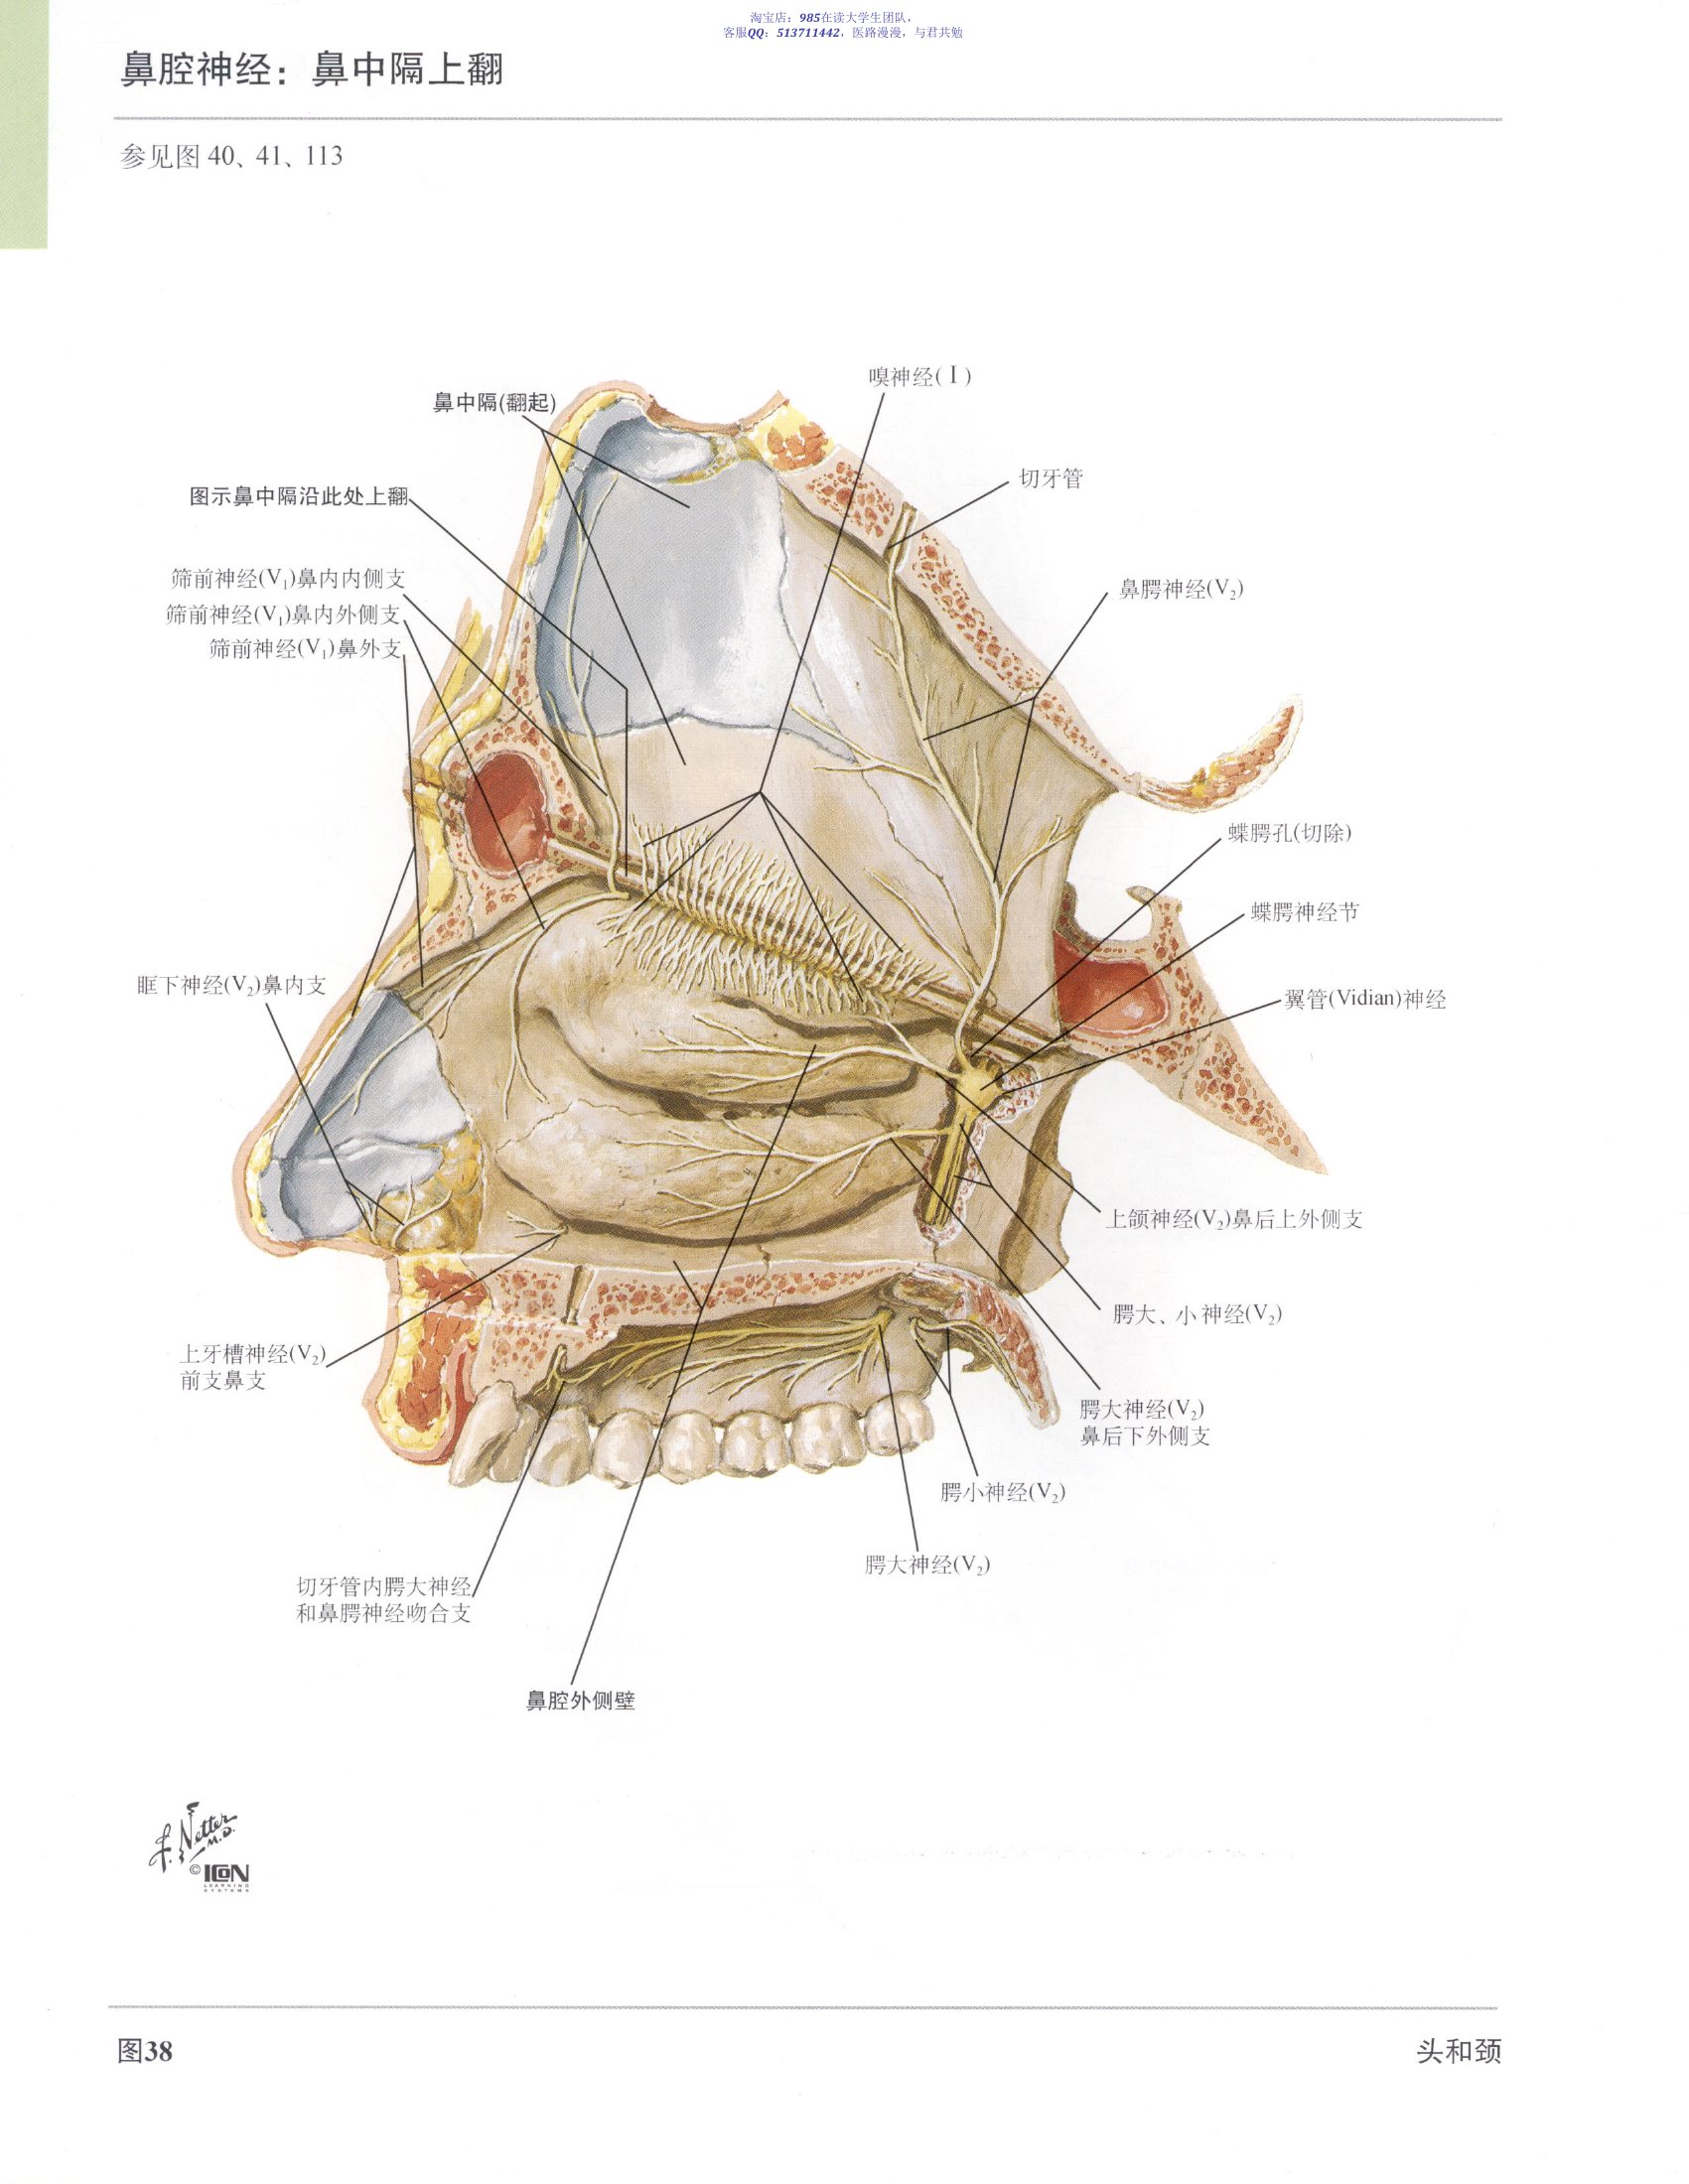 淘宝店：985在读大学生团队，
客服QQ：513711442，医路漫漫，与君共勉
鼻腔神经：鼻中隔上翻
参见图 40、41、113
嗅神经(Ⅰ)
鼻中隔(翻起)
切牙管
图示鼻中隔沿此处上翻
筛前神经(V₁)鼻内内侧支
鼻腭神经(V₂)
筛前神经(V₁)鼻内外侧支
筛前神经(V₁)鼻外支
蝶腭孔(切除)
蝶腭神经节
眶下神经(V₂)鼻内支
翼管(Vidian)神经
上颌神经(V₂)鼻后上外侧支
腭大、小神经(V₂)
上牙槽神经(V₂)
前支鼻支
腭大神经(V₂)
鼻后下外侧支
腭小神经(V₂)
腭大神经(V₂)
切牙管内腭大神经
和鼻腭神经吻合支
鼻腔外侧壁
F. Netter
M.D.
©ICON
LEARNING
SYSTEMS
图38
头和颈